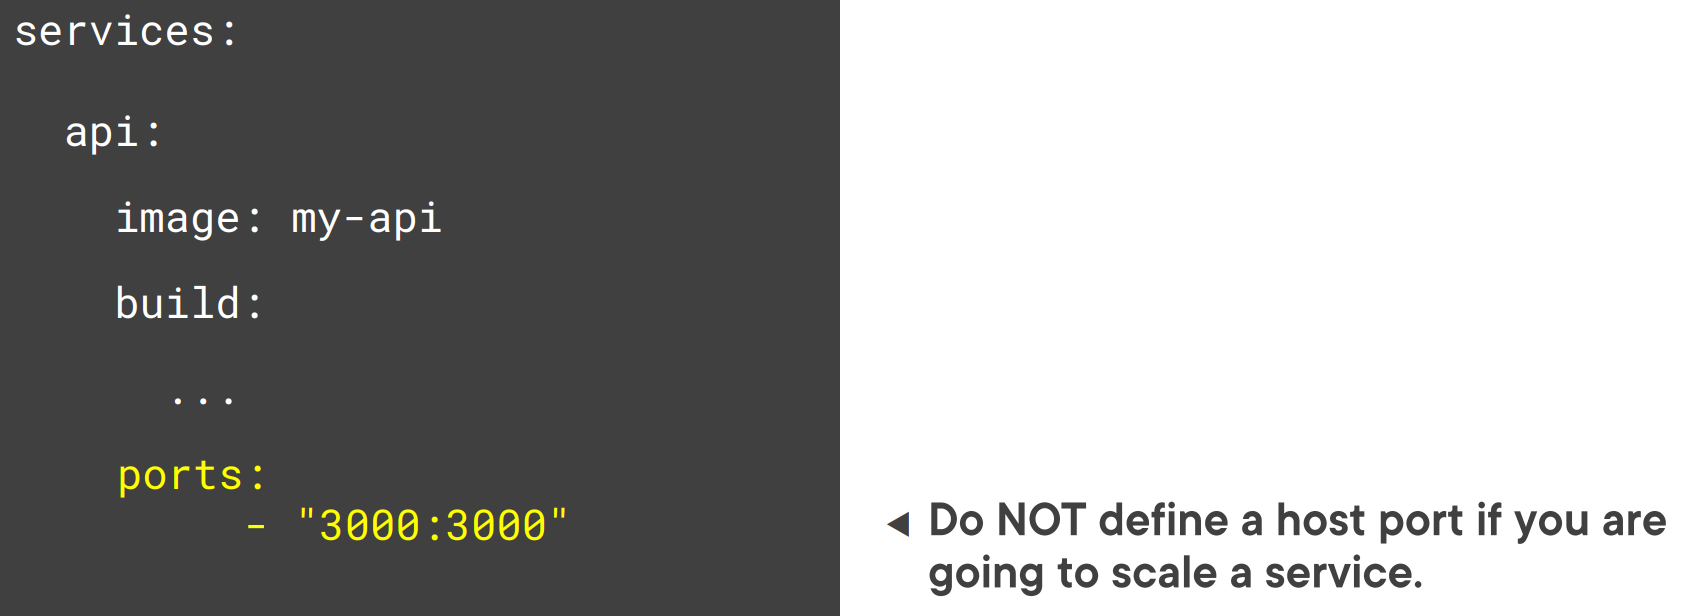 services:
api:
image: my-api
build:
...
ports:
- "3000:3000"
Do NOT define a host port if you are
going to scale a service.